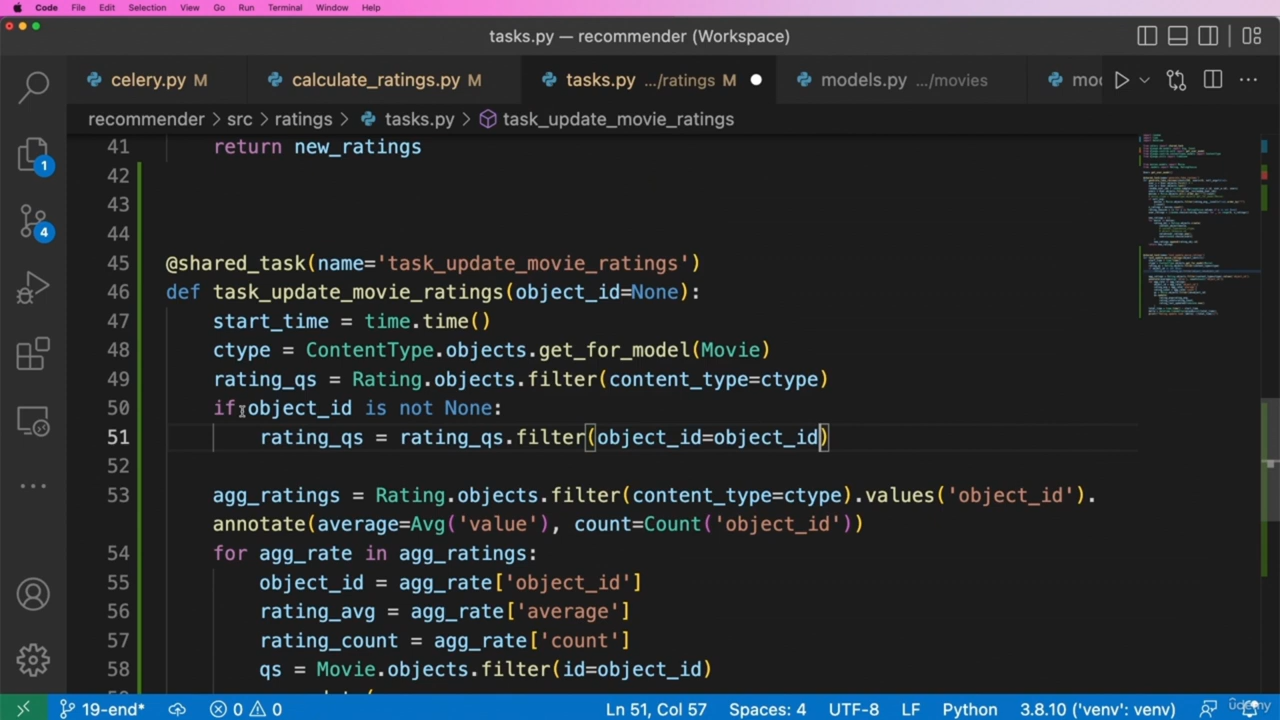 Code File Edit Selection View Go Run Terminal Window Help
tasks.py — recommender (Workspace)
celery.py M calculate_ratings.py M tasks.py .../ratings M models.py .../movies moc
recommender > src > ratings > tasks.py > task_update_movie_ratings
41 return new_ratings
42
43
44
45 @shared_task(name='task_update_movie_ratings')
46 def task_update_movie_ratings(object_id=None):
47 start_time = time.time()
48 ctype = ContentType.objects.get_for_model(Movie)
49 rating_qs = Rating.objects.filter(content_type=ctype)
50 if object_id is not None:
51 rating_qs = rating_qs.filter(object_id=object_id)
52
53 agg_ratings = Rating.objects.filter(content_type=ctype).values('object_id').
annotate(average=Avg('value'), count=Count('object_id'))
54 for agg_rate in agg_ratings:
55 object_id = agg_rate['object_id']
56 rating_avg = agg_rate['average']
57 rating_count = agg_rate['count']
58 qs = Movie.objects.filter(id=object_id)
1
4
19-end* 0 0 Ln 51, Col 57 Spaces: 4 UTF-8 LF Python 3.8.10 ('venv': venv)
udemy